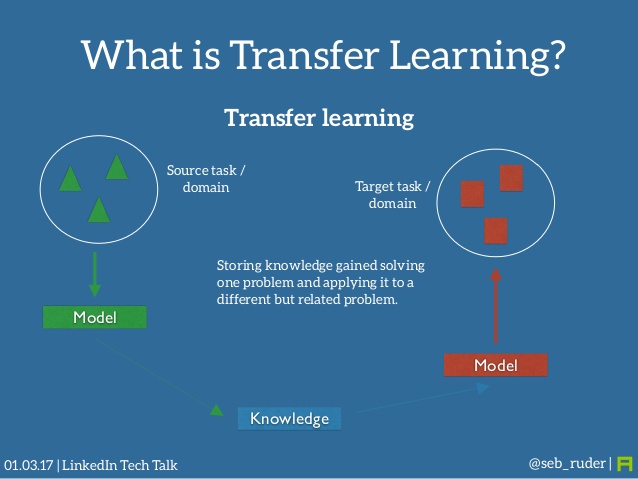 What is Transfer Learning?
Transfer learning
Source task /
domain
Target task /
domain
Storing knowledge gained solving
one problem and applying it to a
different but related problem.
Model
Model
Knowledge
01.03.17 | LinkedIn Tech Talk
@seb_ruder |